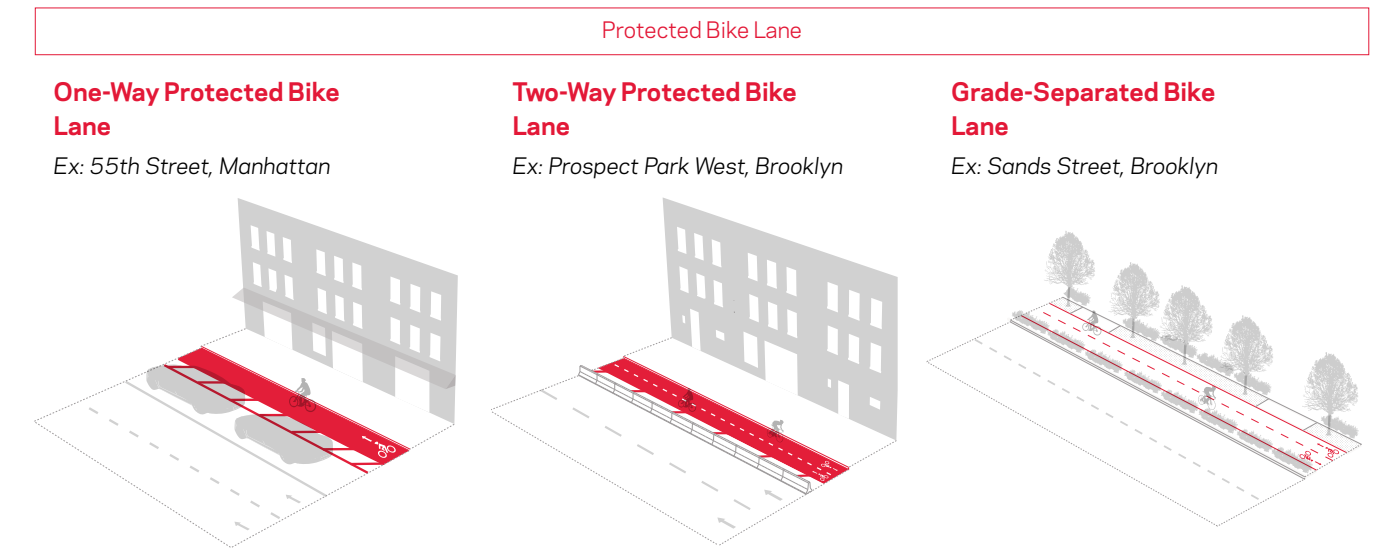 Protected Bike Lane
One-Way Protected Bike
Lane
Ex: 55th Street, Manhattan
Two-Way Protected Bike
Lane
Ex: Prospect Park West, Brooklyn
Grade-Separated Bike
Lane
Ex: Sands Street, Brooklyn